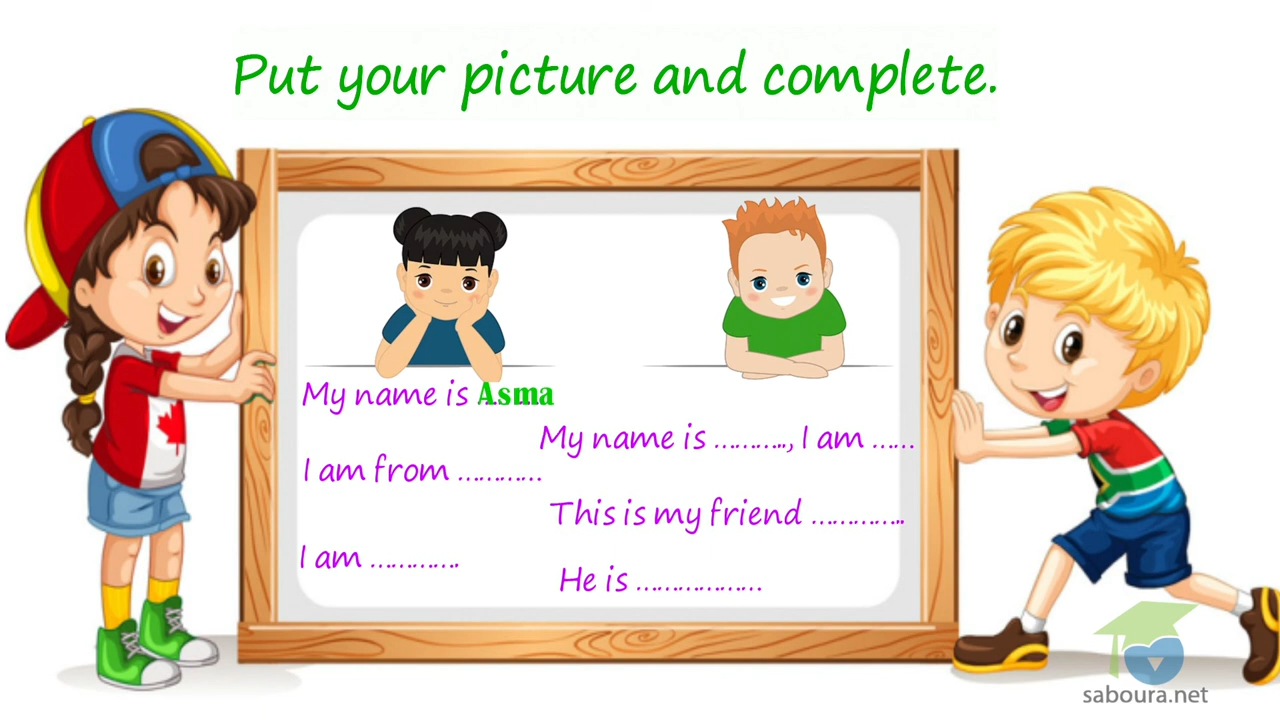 Put your picture and complete.
My name is Asma
I am from …………
I am ………….
My name is ……….., I am ……
This is my friend …………..
He is ………………
saboura.net